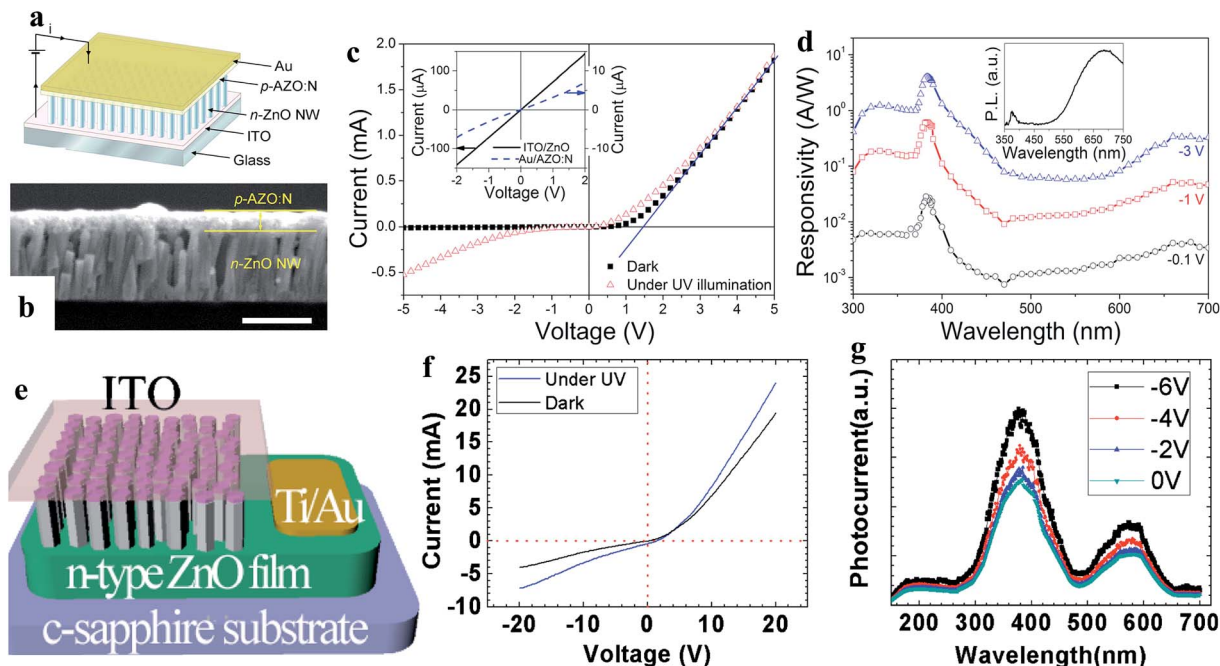 a
i
Au
p-AZO:N
n-ZnO NW
ITO
Glass
b
p-AZO:N
n-ZnO NW
c
Current (mA)
2.0
1.5
1.0
0.5
0.0
-0.5
-5 -4 -3 -2 -1 0 1 2 3 4 5
Voltage (V)
Dark
Under UV illumination
Current (μA)
100
50
0
-50
-100
10
5
0
-5
-10
Current (μA)
ITO/ZnO
Au/AZO:N
-2 -1 0 1 2
Voltage (V)
d
Responsivity (A/W)
10¹
10⁰
10⁻¹
10⁻²
10⁻³
300 400 500 600 700
Wavelength (nm)
-3 V
-1 V
-0.1 V
P.L. (a.u.)
350 450 550 650 750
Wavelength (nm)
e
ITO
Ti/Au
n-type ZnO film
c-sapphire substrate
f
Current (mA)
25
20
15
10
5
0
-5
-10
-20 -10 0 10 20
Voltage (V)
Under UV
Dark
g
Photocurrent(a.u.)
-6V
-4V
-2V
0V
200 300 400 500 600 700
Wavelength(nm)